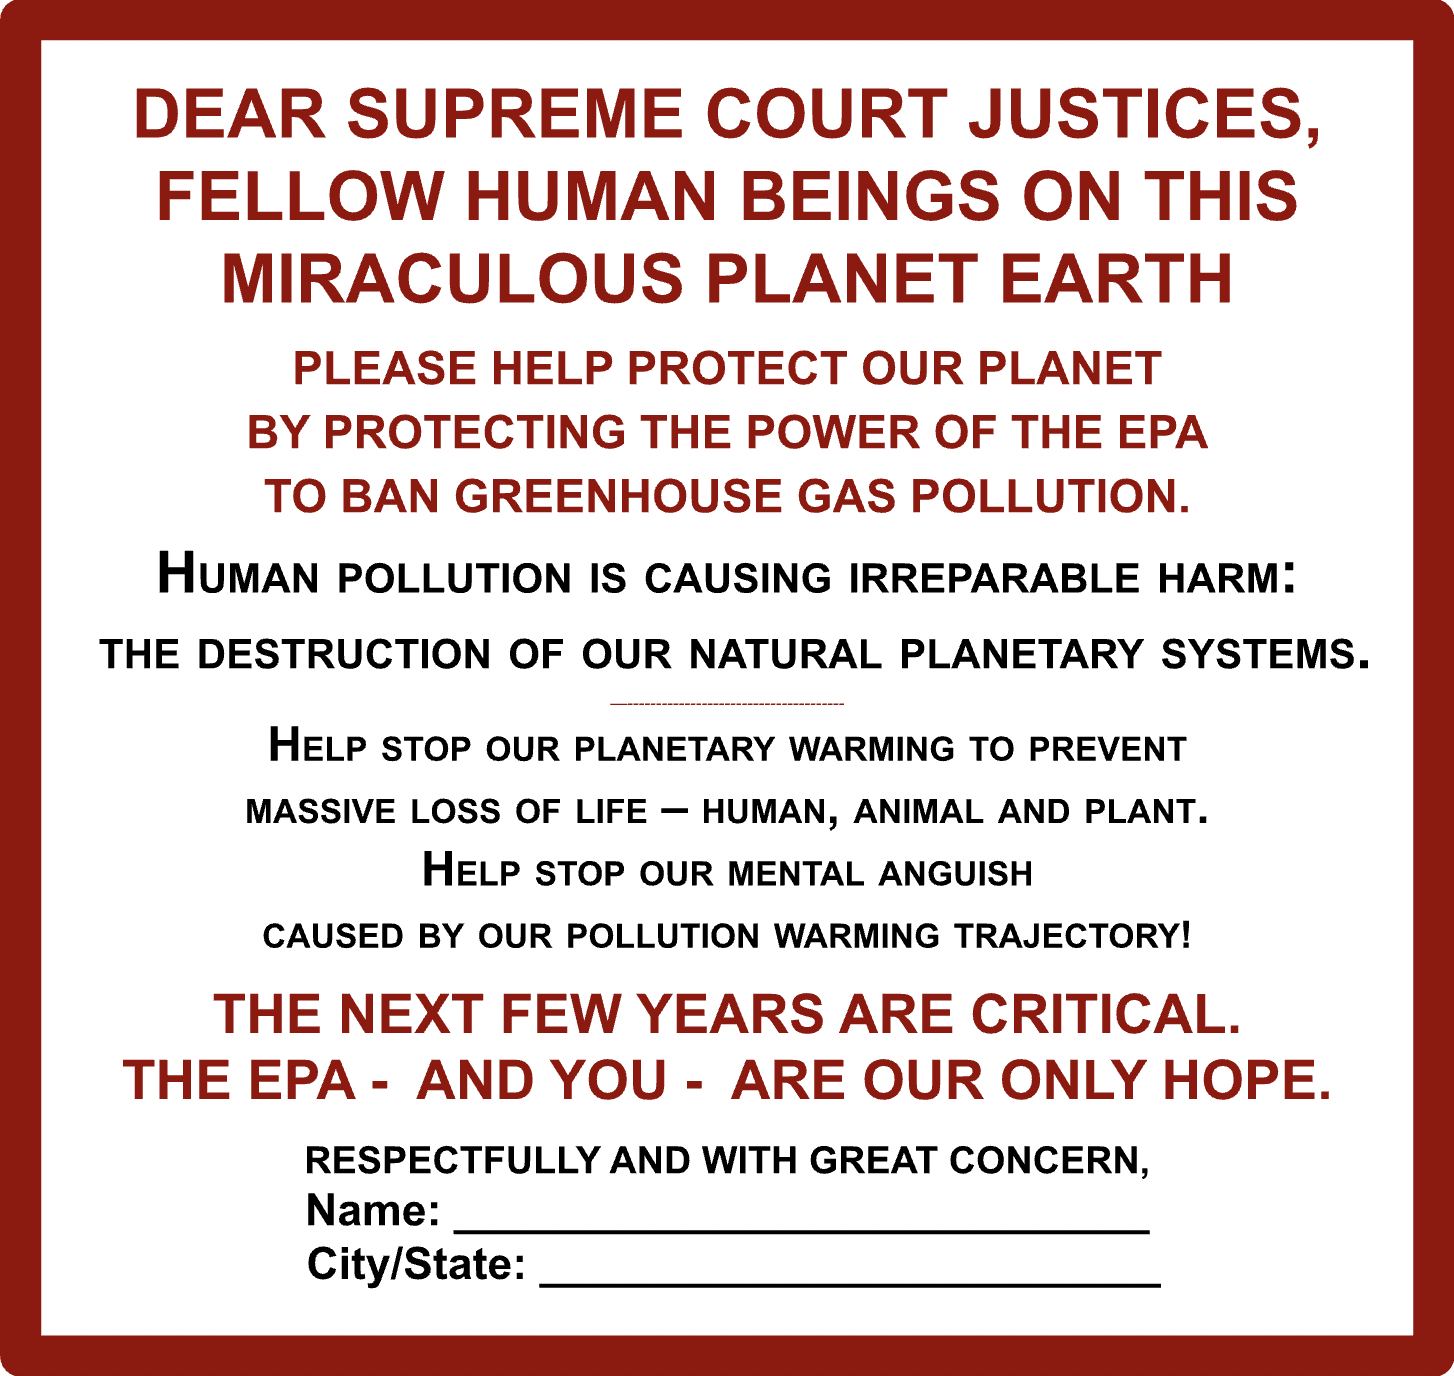 DEAR SUPREME COURT JUSTICES,
FELLOW HUMAN BEINGS ON THIS
MIRACULOUS PLANET EARTH
PLEASE HELP PROTECT OUR PLANET
BY PROTECTING THE POWER OF THE EPA
TO BAN GREENHOUSE GAS POLLUTION.
HUMAN POLLUTION IS CAUSING IRREPARABLE HARM:
THE DESTRUCTION OF OUR NATURAL PLANETARY SYSTEMS.
HELP STOP OUR PLANETARY WARMING TO PREVENT
MASSIVE LOSS OF LIFE – HUMAN, ANIMAL AND PLANT.
HELP STOP OUR MENTAL ANGUISH
CAUSED BY OUR POLLUTION WARMING TRAJECTORY!
THE NEXT FEW YEARS ARE CRITICAL.
THE EPA - AND YOU - ARE OUR ONLY HOPE.
RESPECTFULLY AND WITH GREAT CONCERN,
Name: ____________________________
City/State: _________________________